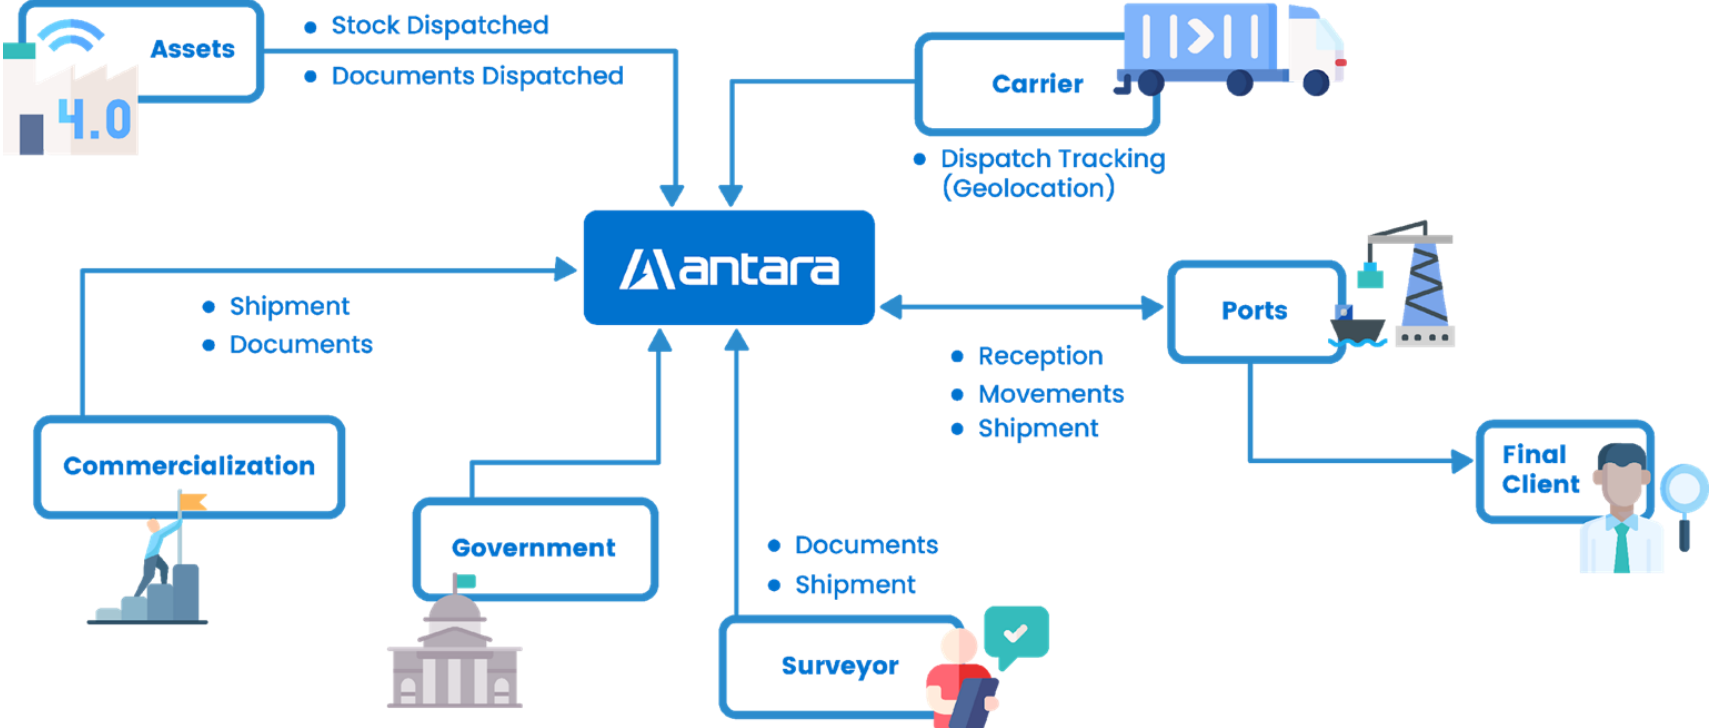 Assets
4.0
Stock Dispatched
Documents Dispatched
Carrier
Dispatch Tracking
(Geolocation)
antara
Shipment
Documents
Ports
Reception
Movements
Shipment
Commercialization
Final
Client
Government
Documents
Shipment
Surveyor